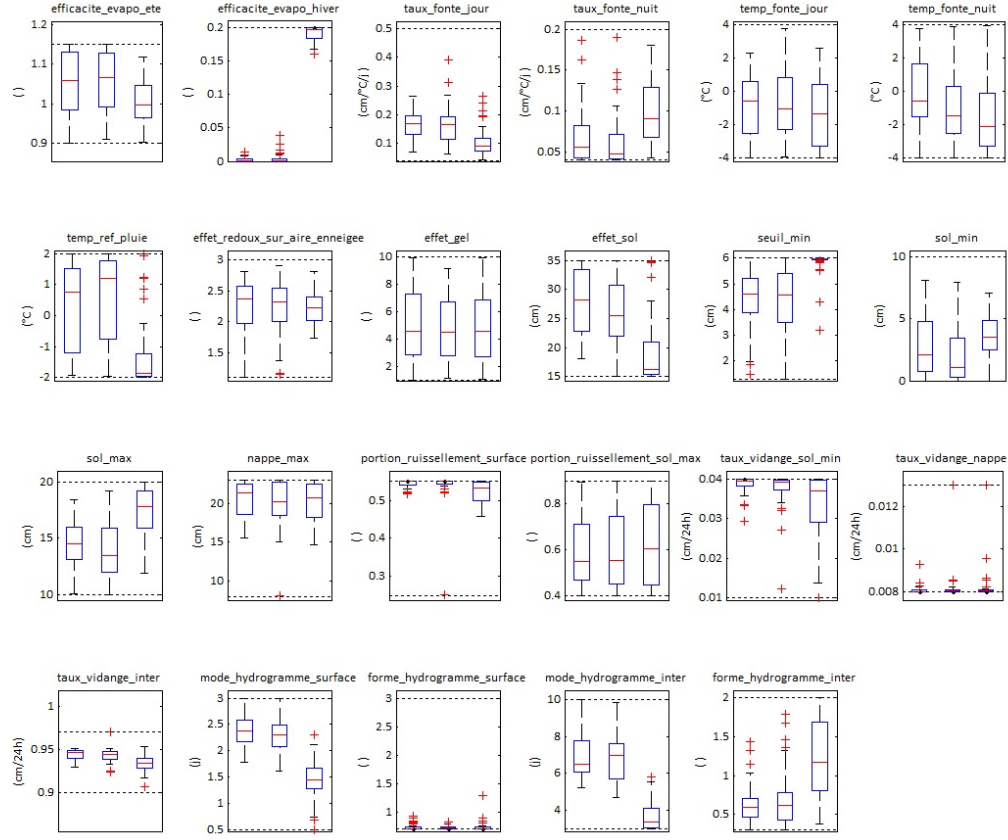 efficacite_evapo_ete
efficacite_evapo_hiver
taux_fonte_jour
taux_fonte_nuit
temp_fonte_jour
temp_fonte_nuit
1.2
1.1
1
0.9
( )
0.2
0.15
0.1
0.05
0
( )
0.5
0.4
0.3
0.2
0.1
(cm/°C/j )
0.2
0.15
0.1
0.05
(cm/°C/j)
4
2
0
-2
-4
(°C)
4
2
0
-2
-4
(°C)
temp_ref_pluie
effet_redoux_sur_aire_enneigee
effet_gel
effet_sol
seuil_min
sol_min
2
1
0
-1
-2
(°C)
3
2.5
2
1.5
( )
10
8
6
4
2
( )
35
30
25
20
15
(cm)
6
5
4
3
2
(cm)
10
5
0
(cm)
sol_max
nappe_max
portion_ruissellement_surface
portion_ruissellement_sol_max
taux_vidange_sol_min
taux_vidange_nappe
20
15
10
(cm)
20
15
10
(cm)
0.5
0.4
0.3
( )
1
0.8
0.6
0.4
( )
0.04
0.03
0.02
0.01
(cm/24h)
0.012
0.01
0.008
(cm/24h)
taux_vidange_inter
mode_hydrogramme_surface
forme_hydrogramme_surface
mode_hydrogramme_inter
forme_hydrogramme_inter
1
0.95
0.9
(cm/24h)
3
2.5
2
1.5
1
0.5
(j)
3
2.5
2
1.5
1
( )
10
8
6
4
(j)
2
1.5
1
0.5
( )